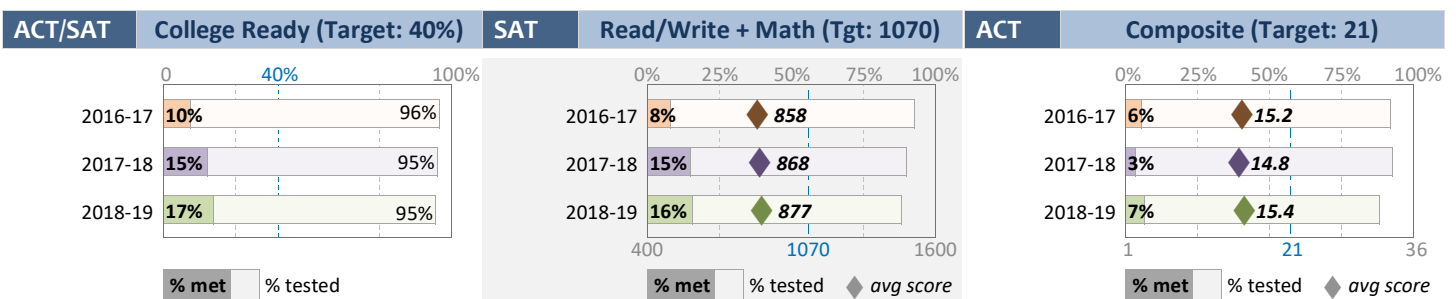 ACT/SAT College Ready (Target: 40%) SAT Read/Write + Math (Tgt: 1070) ACT Composite (Target: 21)
0 40% 100% 0% 25% 50% 75% 100% 0% 25% 50% 75% 100%
2016-17 10% 96% 2016-17 8% 858 2016-17 6% 15.2
2017-18 15% 95% 2017-18 15% 868 2017-18 3% 14.8
2018-19 17% 95% 2018-19 16% 877 2018-19 7% 15.4
400 1070 1600 1 21 36
% met % tested % met % tested avg score % met % tested avg score